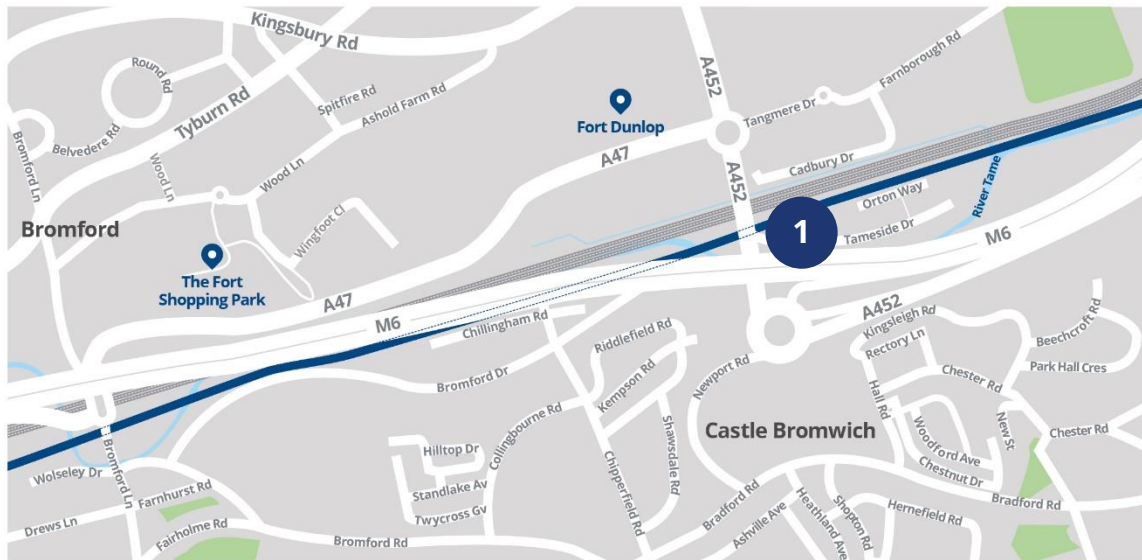 Kingsbury Rd
A452
Farnborough Rd
Round Rd
Spitfire Rd
Tyburn Rd
Ashold Farm Rd
Fort Dunlop
Tangmere Dr
Belvedere Rd
Bromford Ln
Wood Ln
Wood Ln
A47
A452
Cadbury Dr
Orton Way
River Tame
Bromford
Wingfoot Cl
1
Tameside Dr
M6
The Fort
Shopping Park
A47
M6
Chillingham Rd
A452
Kingsleigh Rd
Beechcroft Rd
Riddlefield Rd
Rectory Ln
Newport Rd
Park Hall Cres
Bromford Dr
Kempson Rd
Chester Rd
Hall Rd
Collingbourne Rd
Castle Bromwich
New St
Chester Rd
Woodford Ave
Shawsdale Rd
Hilltop Dr
Chipperfield Rd
Bromford Ln
Wolseley Dr
Chestnut Dr
Farnhurst Rd
Standlake Av
Bradford Rd
Bradford Rd
Twycross Gv
Ashville Ave
Heathland Ave
Shopton Rd
Hernefield Rd
Drews Ln
Fairholme Rd
Bromford Rd